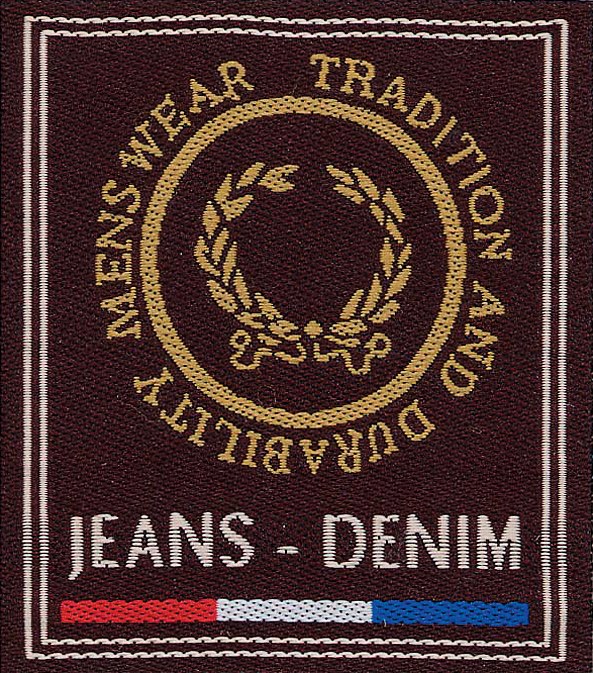 MENS WEAR TRADITION AND DURABILITY
JEANS - DENIM